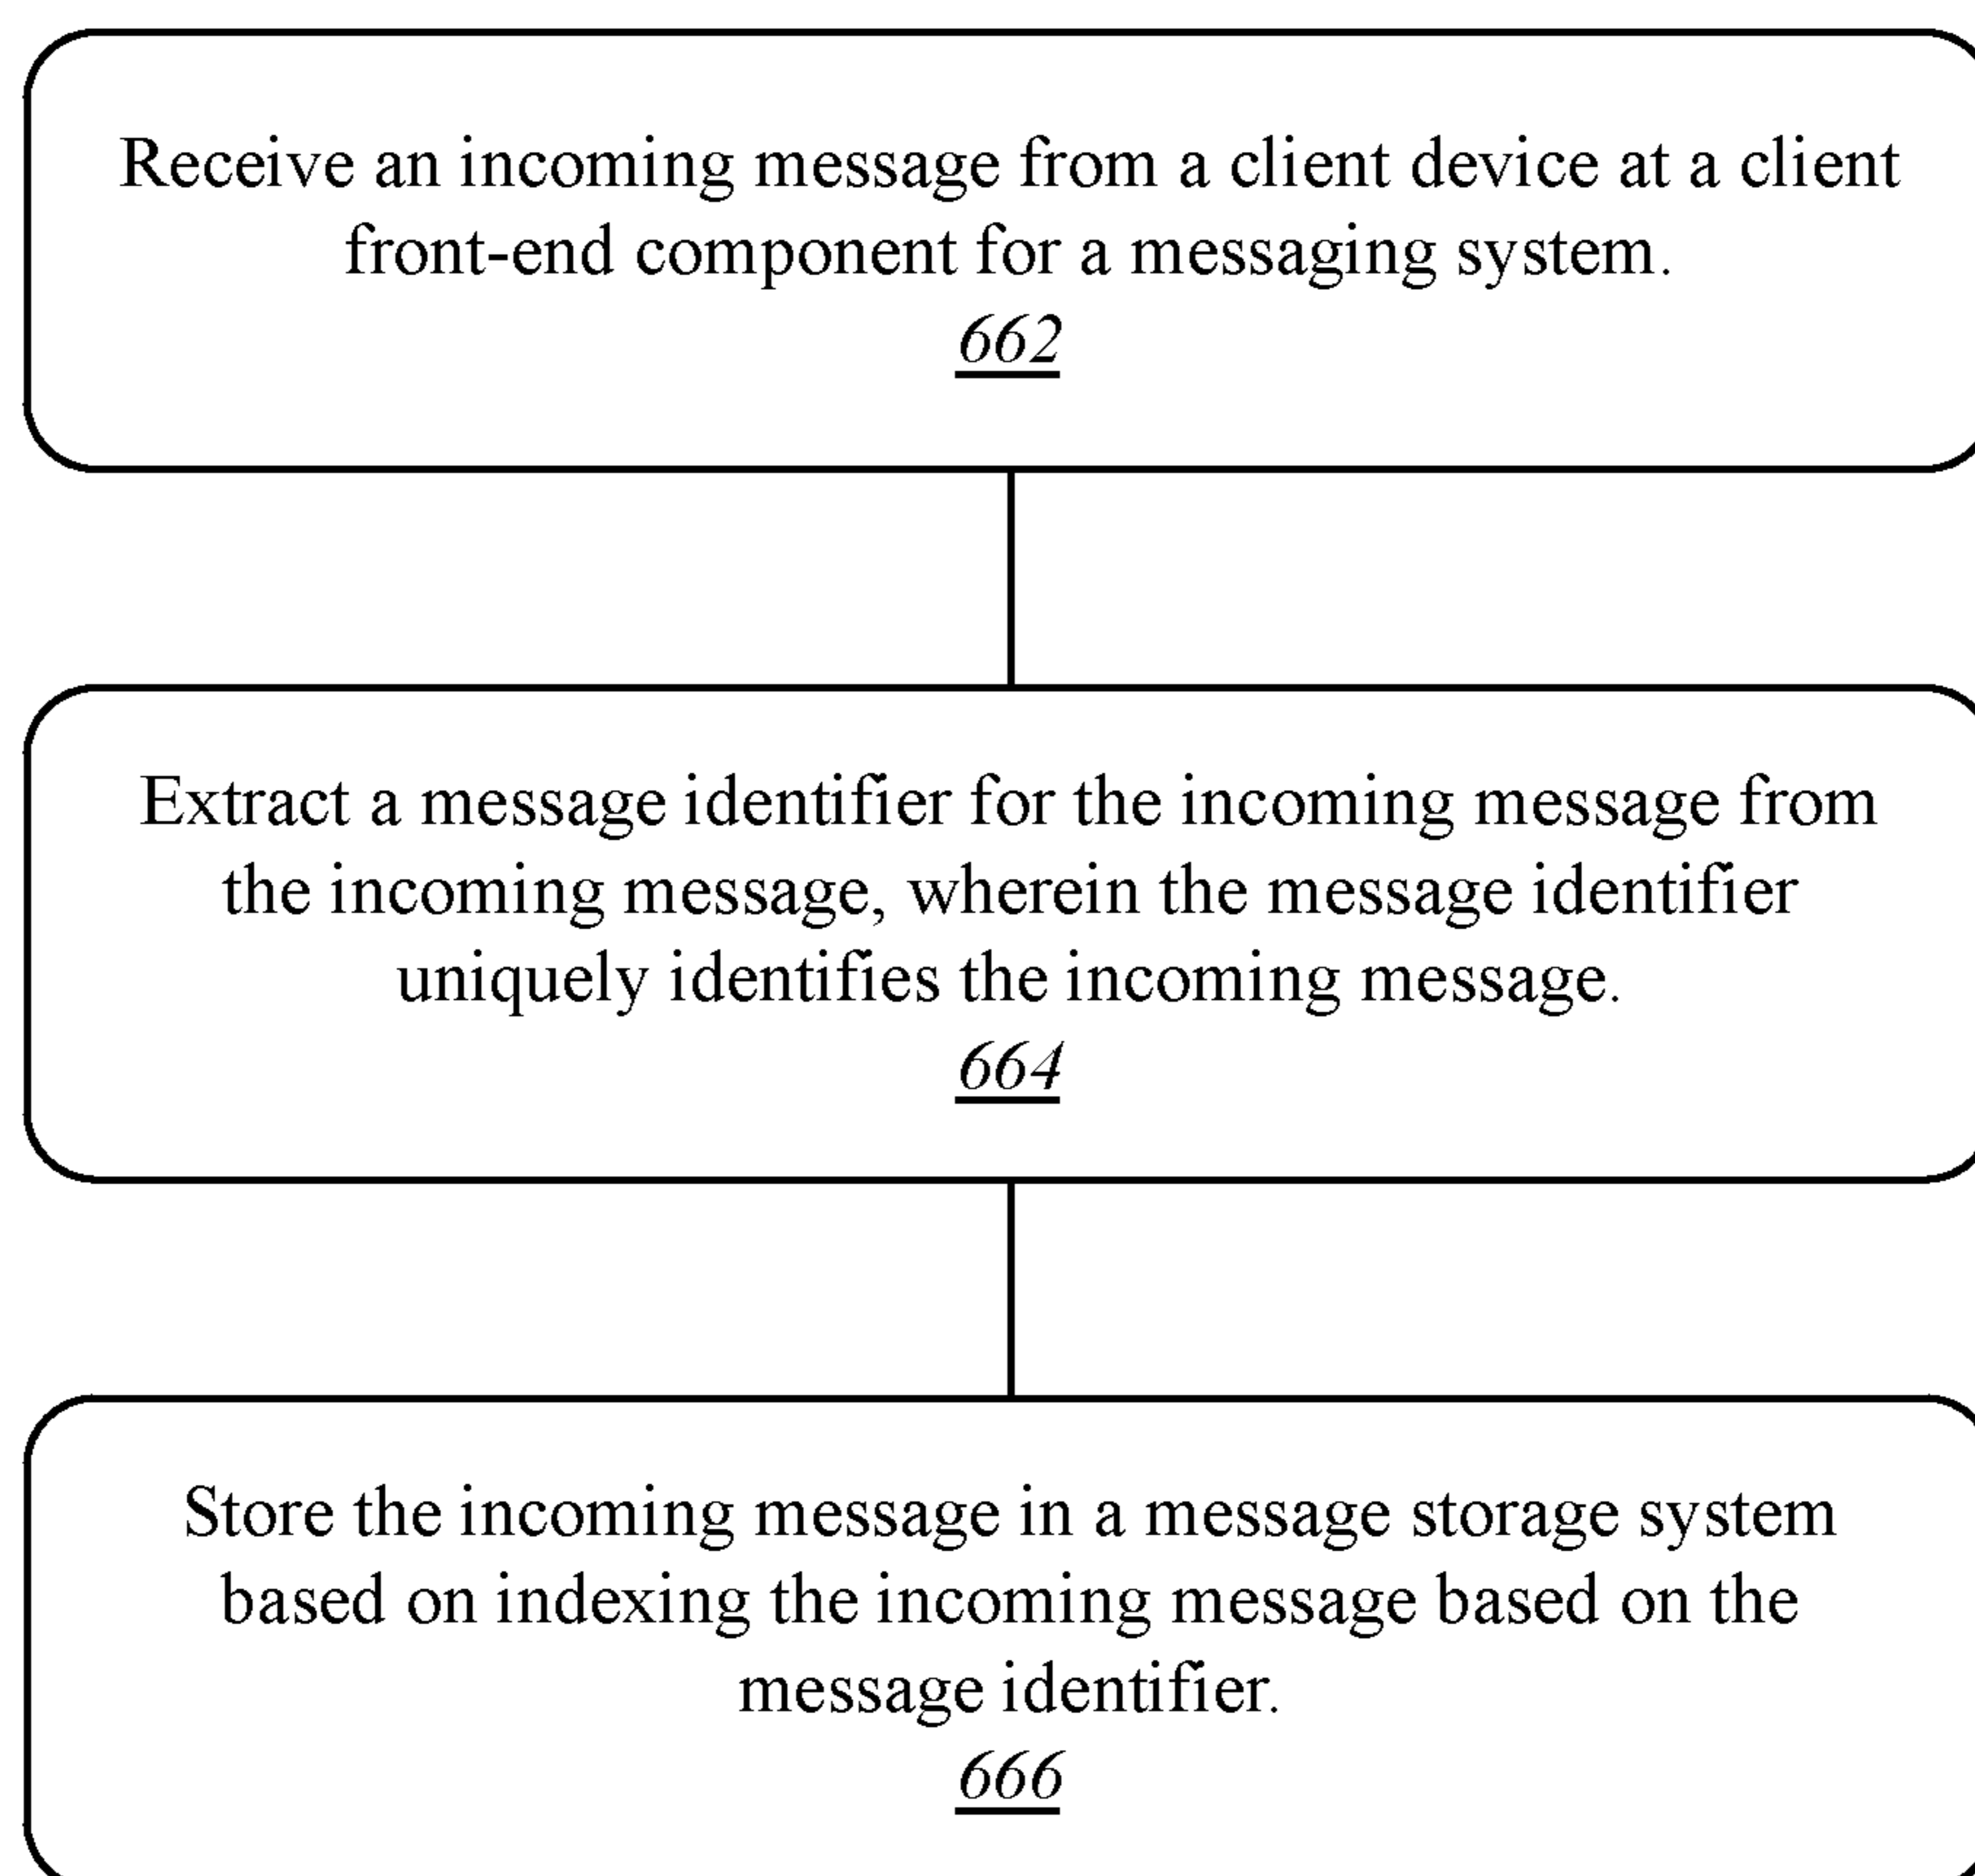 Receive an incoming message from a client device at a client
front-end component for a messaging system.
662
Extract a message identifier for the incoming message from
the incoming message, wherein the message identifier
uniquely identifies the incoming message.
664
Store the incoming message in a message storage system
based on indexing the incoming message based on the
message identifier.
666